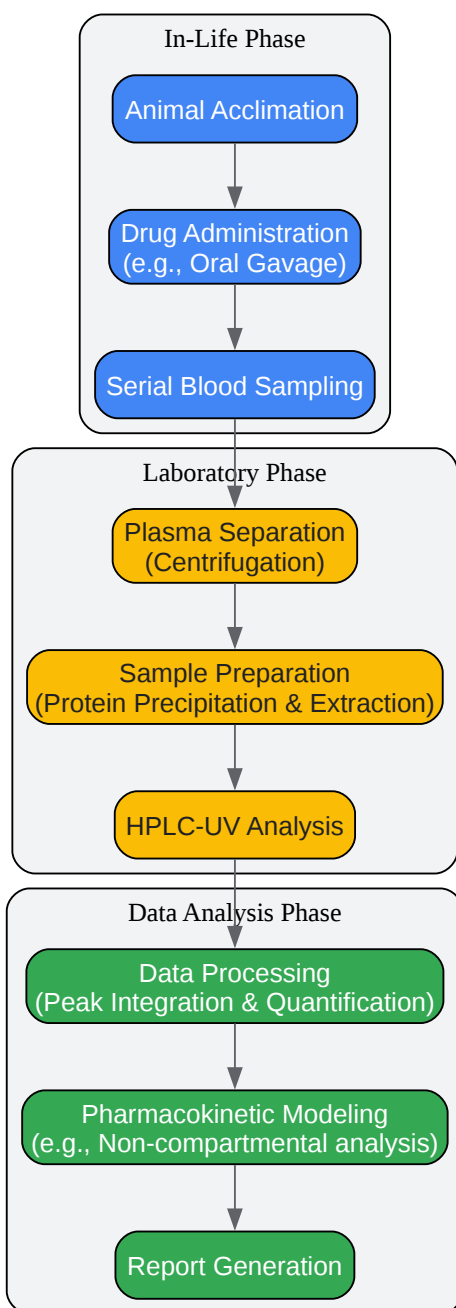 In-Life Phase
Animal Acclimation
Drug Administration
(e.g., Oral Gavage)
Serial Blood Sampling
Laboratory Phase
Plasma Separation
(Centrifugation)
Sample Preparation
(Protein Precipitation & Extraction)
HPLC-UV Analysis
Data Analysis Phase
Data Processing
(Peak Integration & Quantification)
Pharmacokinetic Modeling
(e.g., Non-compartmental analysis)
Report Generation